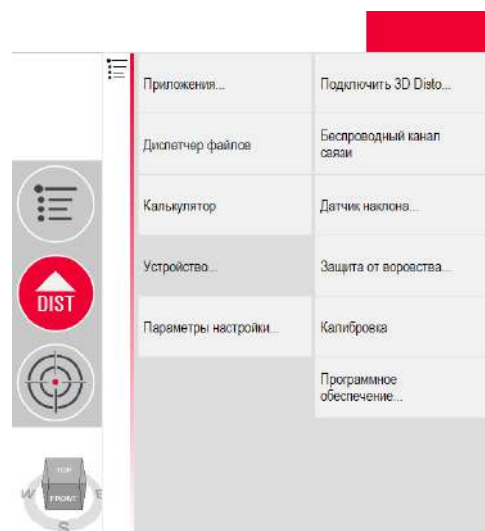 Приложения...
Диспетчер файлов
Калькулятор
Устройство...
Параметры настройки...
Подключить 3D Disto...
Беспроводный канал
связи
Датчик наклона...
Защита от воровства...
Калибровка
Программное
обеспечение...
DIST
TOP
FRONT
W
E
S